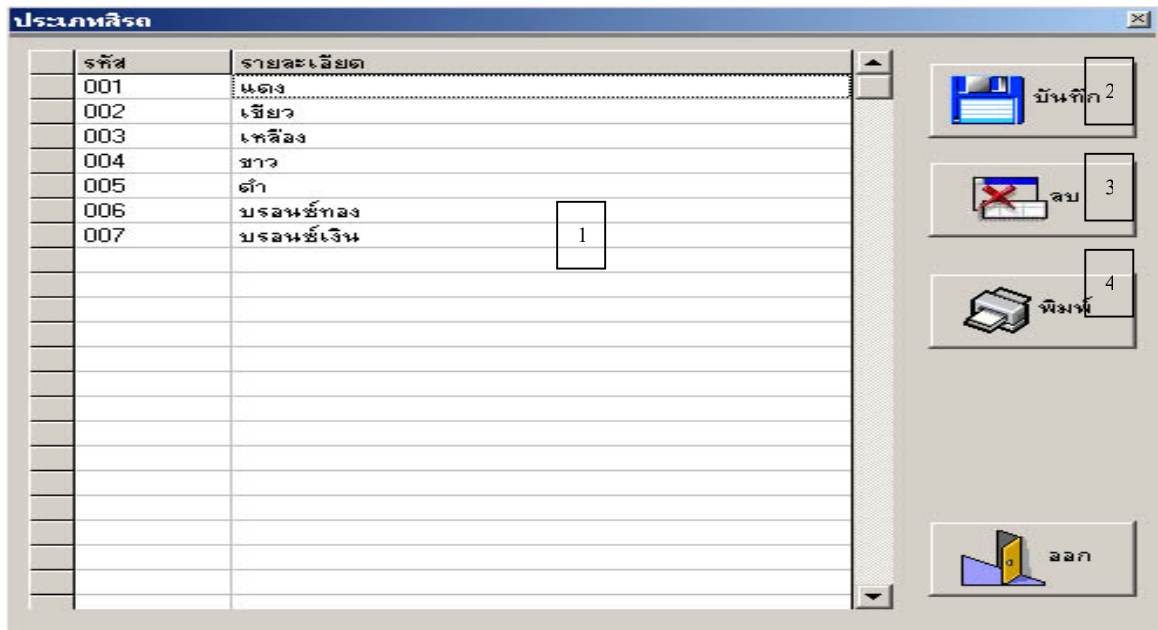 ประเภทสีรถ
รหัส รายละเอียด
001 แดง
002 เขียว
003 เหลือง
004 ขาว
005 ดำ
006 บรอนซ์ทอง
007 บรอนซ์เงิน
1
บันทึก 2
ลบ 3
พิมพ์ 4
ออก